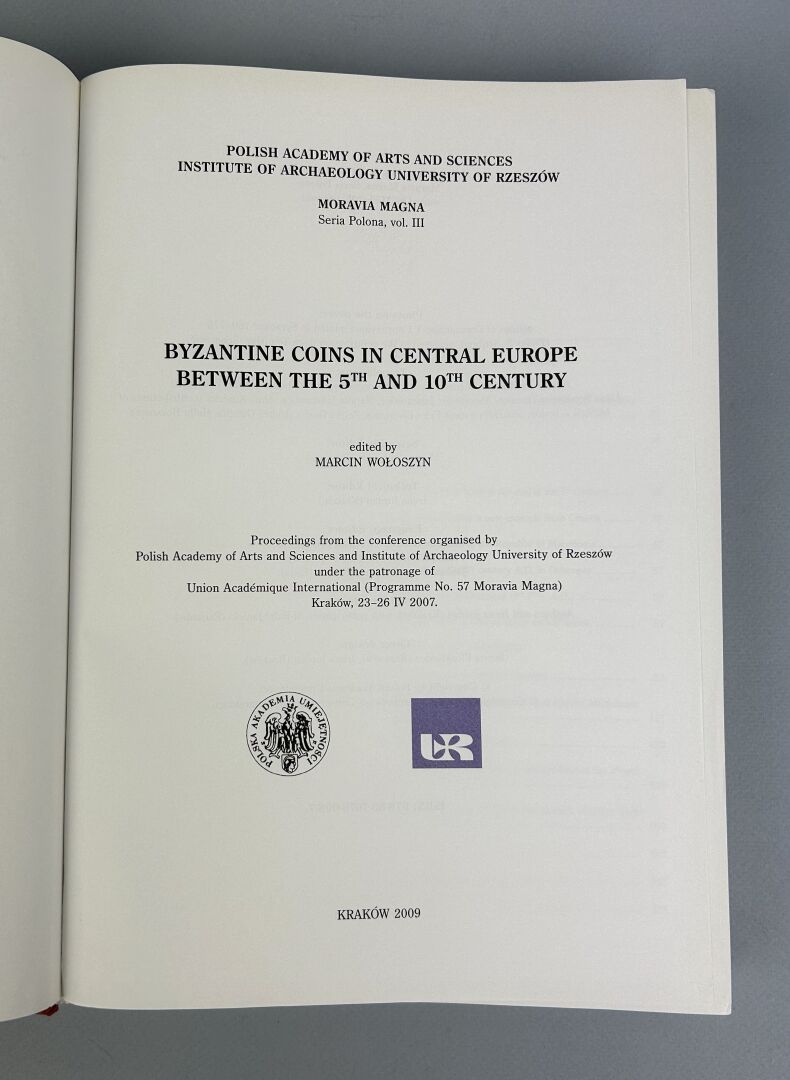 POLISH ACADEMY OF ARTS AND SCIENCES
INSTITUTE OF ARCHAEOLOGY UNIVERSITY OF RZESZÓW
MORAVIA MAGNA
Seria Polona, vol. III
BYZANTINE COINS IN CENTRAL EUROPE
BETWEEN THE 5TH AND 10TH CENTURY
edited by
MARCIN WOŁOSZYN
Proceedings from the conference organised by
Polish Academy of Arts and Sciences and Institute of Archaeology University of Rzeszów
under the patronage of
Union Académique International (Programme No. 57 Moravia Magna)
Kraków, 23–26 IV 2007.
POLSKA AKADEMIA UMIEJĘTNOŚCI
UR
KRAKÓW 2009